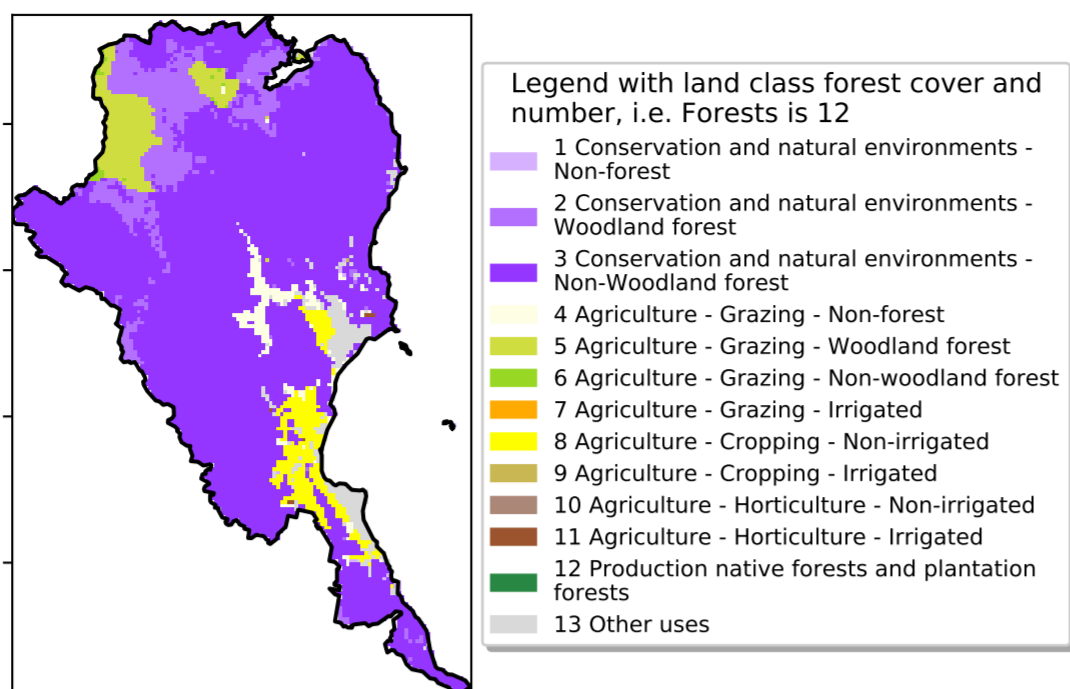 Legend with land class forest cover and
number, i.e. Forests is 12
1 Conservation and natural environments -
Non-forest
2 Conservation and natural environments -
Woodland forest
3 Conservation and natural environments -
Non-Woodland forest
4 Agriculture - Grazing - Non-forest
5 Agriculture - Grazing - Woodland forest
6 Agriculture - Grazing - Non-woodland forest
7 Agriculture - Grazing - Irrigated
8 Agriculture - Cropping - Non-irrigated
9 Agriculture - Cropping - Irrigated
10 Agriculture - Horticulture - Non-irrigated
11 Agriculture - Horticulture - Irrigated
12 Production native forests and plantation
forests
13 Other uses